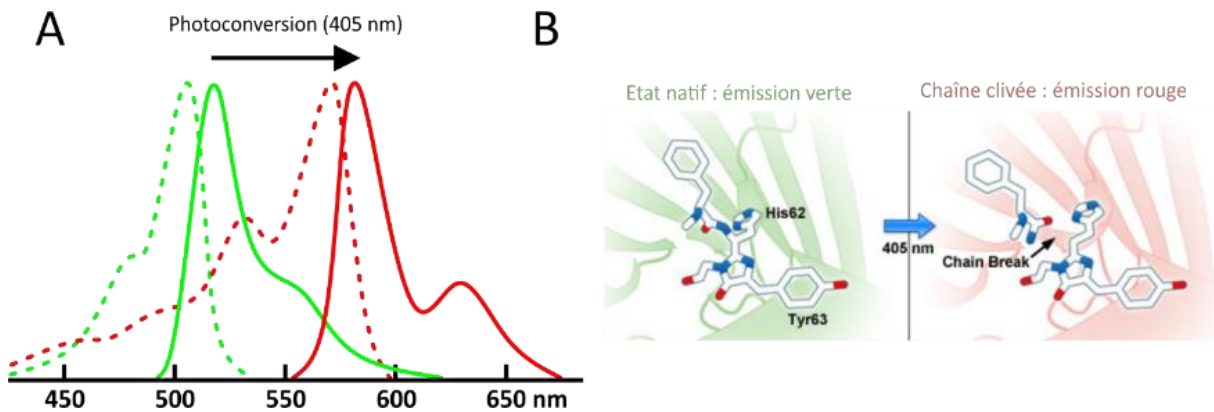 A
Photoconversion (405 nm)
450 500 550 600 650 nm
B
Etat natif : émission verte
Chaîne clivée : émission rouge
His62
Tyr63
405 nm
Chain Break